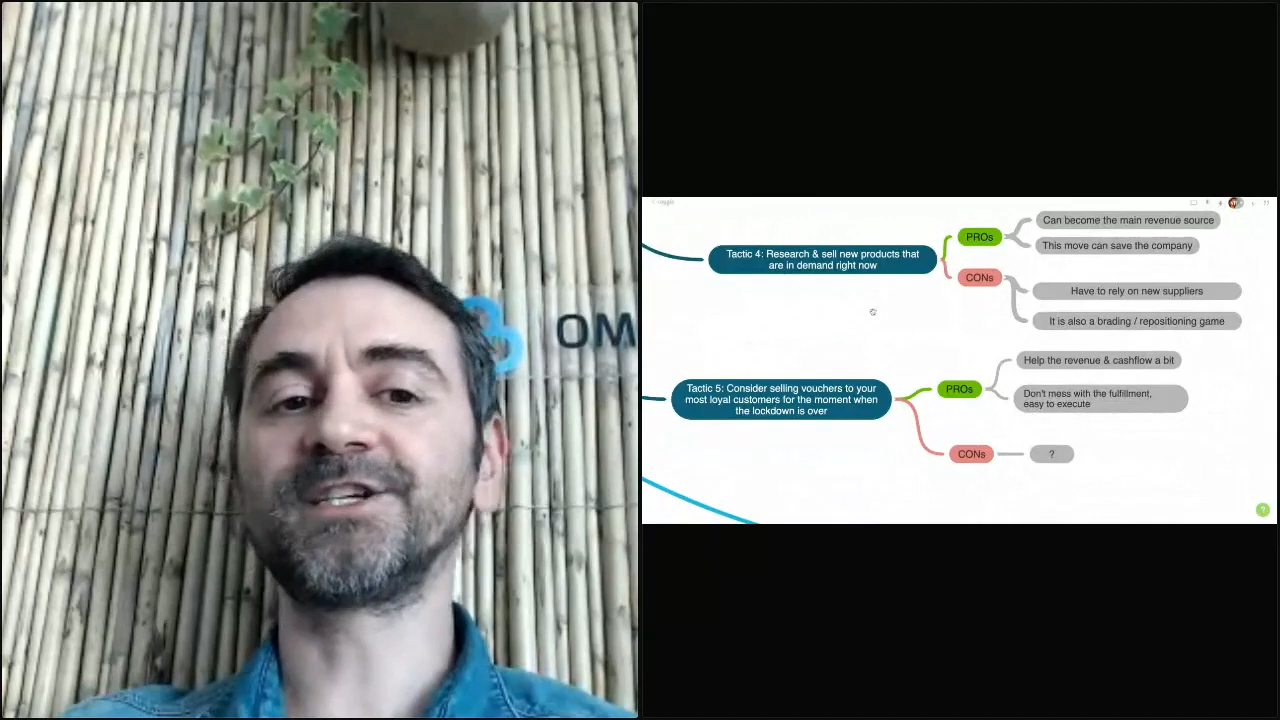 OM
Can become the main revenue source
PROs
This move can save the company
Tactic 4: Research & sell new products that
are in demand right now
CONs
Have to rely on new suppliers
It is also a brading / repositioning game
Help the revenue & cashflow a bit
PROs
Don't mess with the fulfillment,
easy to execute
Tactic 5: Consider selling vouchers to your
most loyal customers for the moment when
the lockdown is over
CONs
?
?